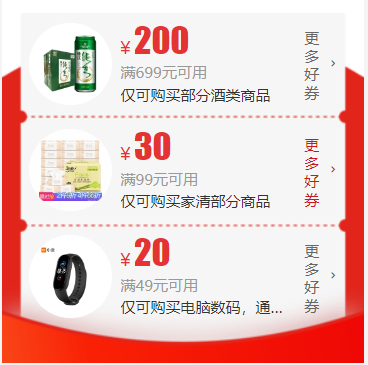 ¥200
满699元可用
仅可购买部分酒类商品
更多好券
¥30
满99元可用
仅可购买家清部分商品
更多好券
¥20
满49元可用
仅可购买电脑数码，通...
更多好券